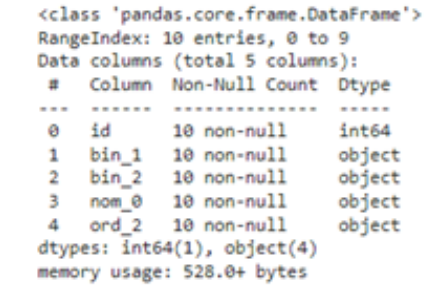 <class 'pandas.core.frame.DataFrame'>
RangeIndex: 10 entries, 0 to 9
Data columns (total 5 columns):
 #   Column  Non-Null Count  Dtype
---  ------  --------------  -----
 0   id      10 non-null     int64
 1   bin_1   10 non-null     object
 2   bin_2   10 non-null     object
 3   nom_0   10 non-null     object
 4   ord_2   10 non-null     object
dtypes: int64(1), object(4)
memory usage: 528.0+ bytes